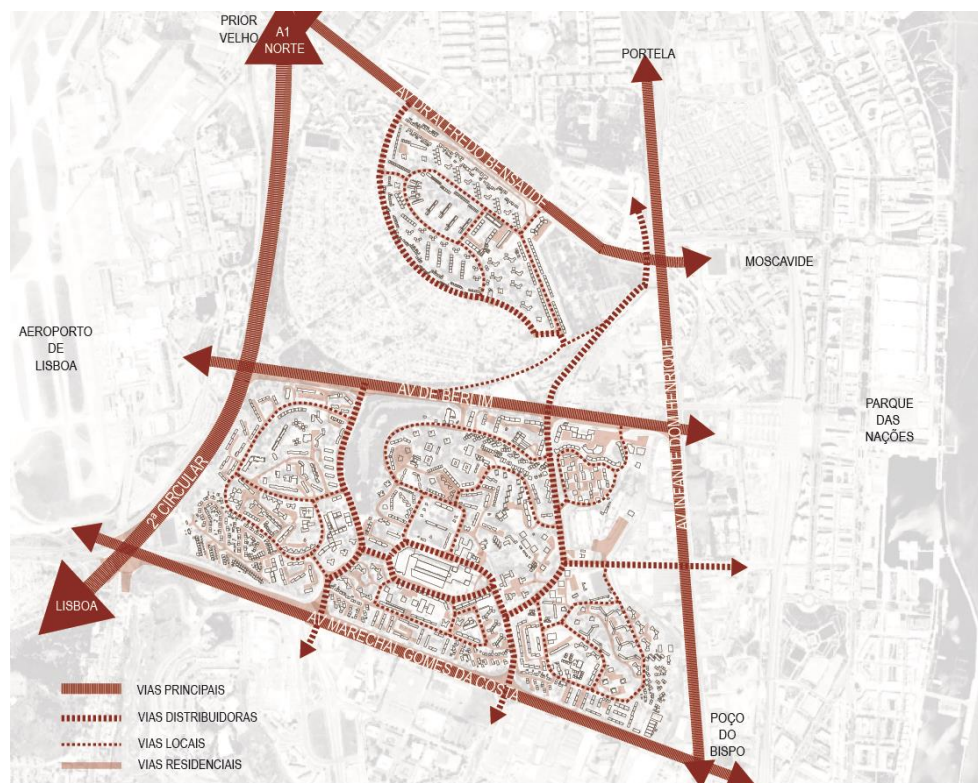 PRIOR
VELHO
A1
NORTE
PORTELA
AV DR ALFREDO BENSAUDE
MOSCAVIDE
AEROPORTO
DE
LISBOA
AV DE BERLIM
AV INFANTE DOM HENRIQUE
PARQUE
DAS
NAÇÕES
2ª CIRCULAR
LISBOA
AV MARECHAL GOMES DA COSTA
VIAS PRINCIPAIS
VIAS DISTRIBUIDORAS
VIAS LOCAIS
VIAS RESIDENCIAIS
POÇO
DO
BISPO